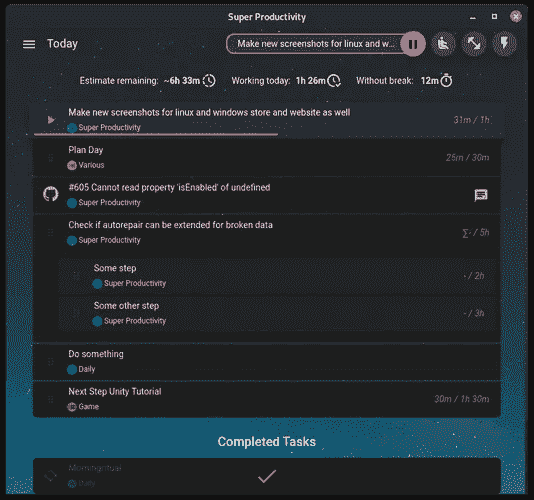 Super Productivity
Today
Make new screenshots for linux and w...
Estimate remaining: ~6h 33m
Working today: 1h 26m
Without break: 12m
Make new screenshots for linux and windows store and website as well
Super Productivity
31m / 1h
Plan Day
Various
25m / 30m
#605 Cannot read property 'isEnabled' of undefined
Super Productivity
Check if autorepair can be extended for broken data
Super Productivity
∑- / 5h
Some step
Super Productivity
- / 2h
Some other step
Super Productivity
- / 3h
Do something
Daily
Next Step Unity Tutorial
Game
30m / 1h 30m
Completed Tasks
Morningritual
Daily